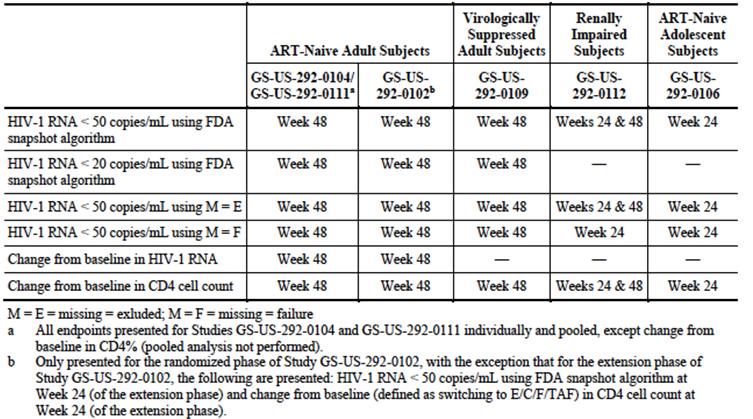 ART-Naive Adult Subjects Virologically Suppressed Adult Subjects Renally Impaired Subjects ART-Naive Adolescent Subjects
GS-US-292-0104/ GS-US-292-0111a GS-US-292-0102b GS-US-292-0109 GS-US-292-0112 GS-US-292-0106
HIV-1 RNA < 50 copies/mL using FDA snapshot algorithm Week 48 Week 48 Week 48 Weeks 24 & 48 Week 24
HIV-1 RNA < 20 copies/mL using FDA snapshot algorithm Week 48 Week 48 Week 48 — —
HIV-1 RNA < 50 copies/mL using M = E Week 48 Week 48 Week 48 Weeks 24 & 48 Week 24
HIV-1 RNA < 50 copies/mL using M = F Week 48 Week 48 Week 48 Week 24 Week 24
Change from baseline in HIV-1 RNA Week 48 Week 48 — — —
Change from baseline in CD4 cell count Week 48 Week 48 Week 48 Weeks 24 & 48 Week 24
M = E = missing = exluded; M = F = missing = failure
a All endpoints presented for Studies GS-US-292-0104 and GS-US-292-0111 individually and pooled, except change from
baseline in CD4% (pooled analysis not performed).
b Only presented for the randomized phase of Study GS-US-292-0102, with the exception that for the extension phase of
Study GS-US-292-0102, the following are presented: HIV-1 RNA < 50 copies/mL using FDA snapshot algorithm at
Week 24 (of the extension phase) and change from baseline (defined as switching to E/C/F/TAF) in CD4 cell count at
Week 24 (of the extension phase).